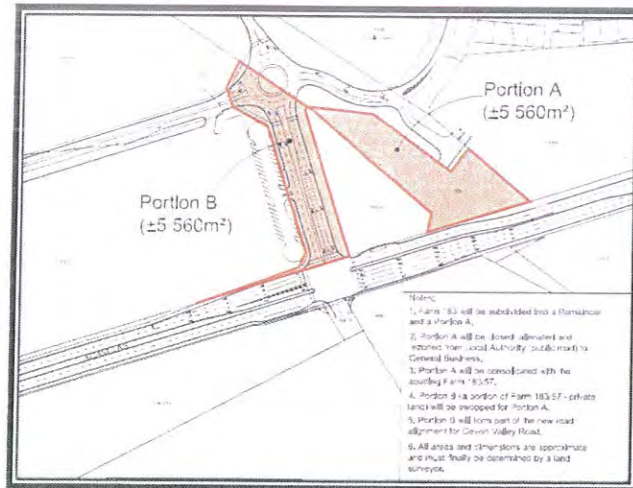 Portion A
(±5 560m²)
Portion B
(±5 560m²)
Notes:
1. Farm 183 will be subdivided into a Remainder
and a Portion A.
2. Portion A will be closed, alienated and
rezoned from Local Authority (public road) to
General Business.
3. Portion A will be consolidated with the
abutting Farm 183/57.
4. Portion B (a portion of Farm 183/57 - private
land) will be swopped for Portion A.
5. Portion B will form part of the new road
alignment for Devon Valley Road.
6. All areas and dimensions are approximate
and must finally be determined by a land
surveyor.